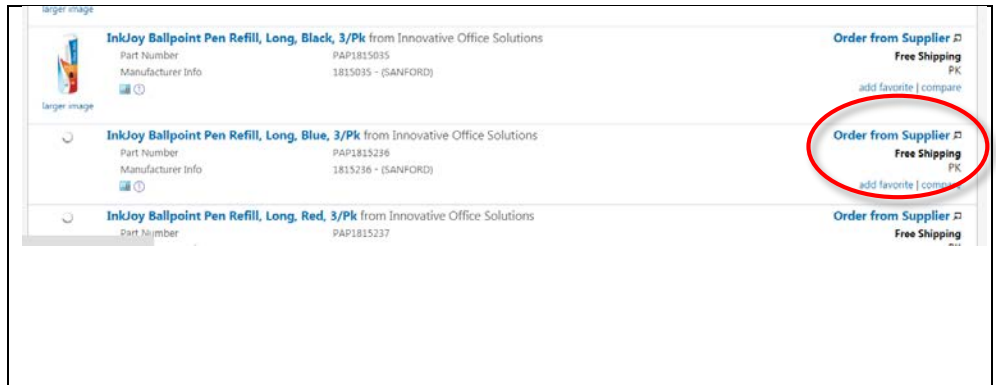 larger image
InkJoy Ballpoint Pen Refill, Long, Black, 3/Pk from Innovative Office Solutions Order from Supplier
Part Number PAP1815035 Free Shipping
Manufacturer Info 1815035 - (SANFORD) PK
add favorite | compare
larger image
InkJoy Ballpoint Pen Refill, Long, Blue, 3/Pk from Innovative Office Solutions Order from Supplier
Part Number PAP1815236 Free Shipping
Manufacturer Info 1815236 - (SANFORD) PK
add favorite | compare
InkJoy Ballpoint Pen Refill, Long, Red, 3/Pk from Innovative Office Solutions Order from Supplier
Part Number PAP1815237 Free Shipping